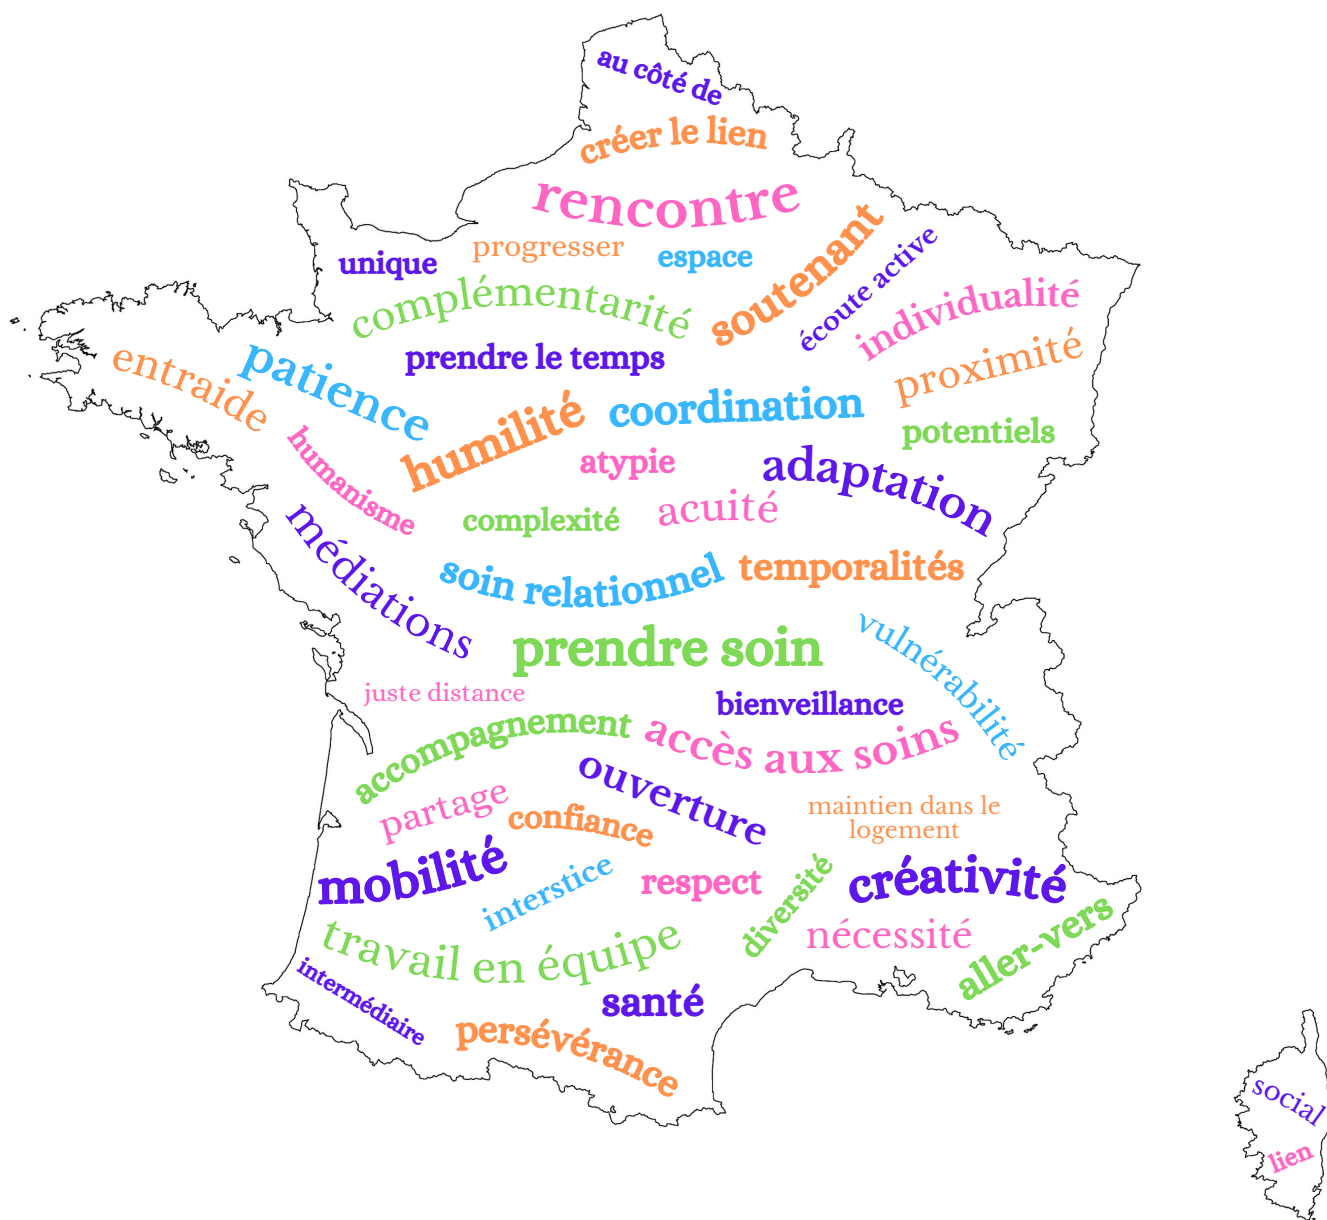 au côté de
créer le lien
rencontre
unique
progresser
espace
soutenant
écoute active
complémentarité
individualité
prendre le temps
proximité
entraide
patience
humilité
coordination
potentiels
humanisme
atypie
adaptation
complexité
acuité
médiations
soin relationnel
temporalités
prendre soin
vulnérabilité
juste distance
bienveillance
accompagnement
accès aux soins
partage
confiance
ouverture
maintien dans le
logement
mobilité
interstice
respect
diversité
créativité
travail en équipe
nécessité
aller-vers
intermédiaire
santé
persévérance
social
lien